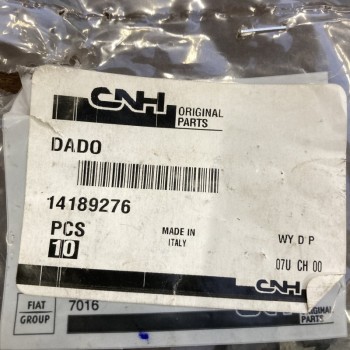 CNH ORIGINAL
PARTS
DADO
14189276
PCS MADE IN
ITALY WY D P
10
07U CH 00
CNH
FIAT
GROUP 7016 ORIGINAL
PARTS